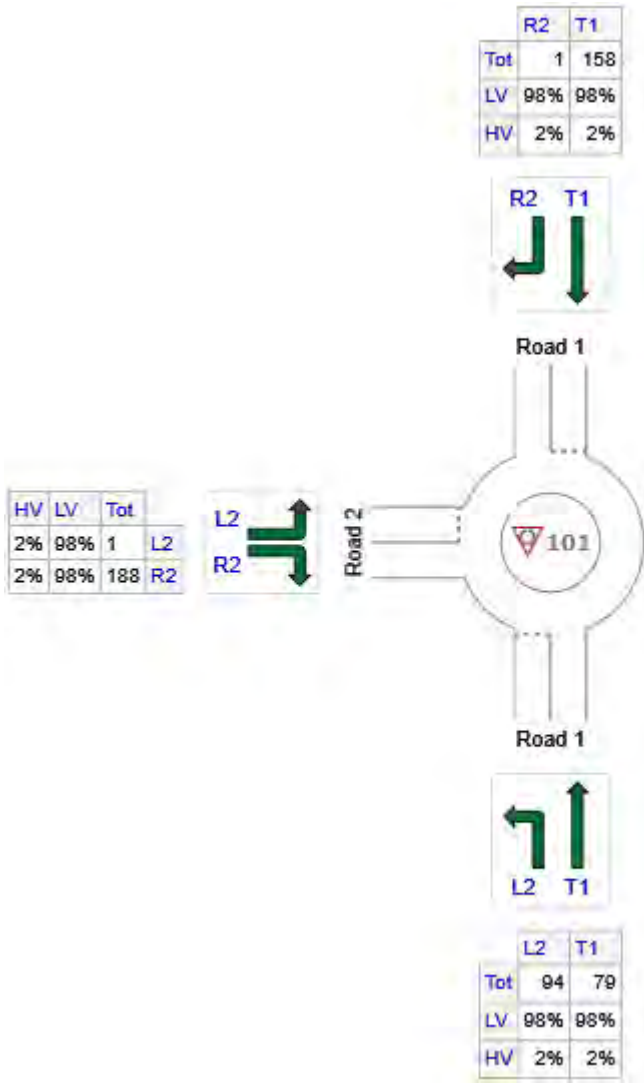 R2 T1
Tot 1 158
LV 98% 98%
HV 2% 2%
R2 T1
Road 1
HV LV Tot
2% 98% 1 L2
2% 98% 188 R2
L2
R2
Road 2
101
Road 1
L2 T1
L2 T1
Tot 94 79
LV 98% 98%
HV 2% 2%